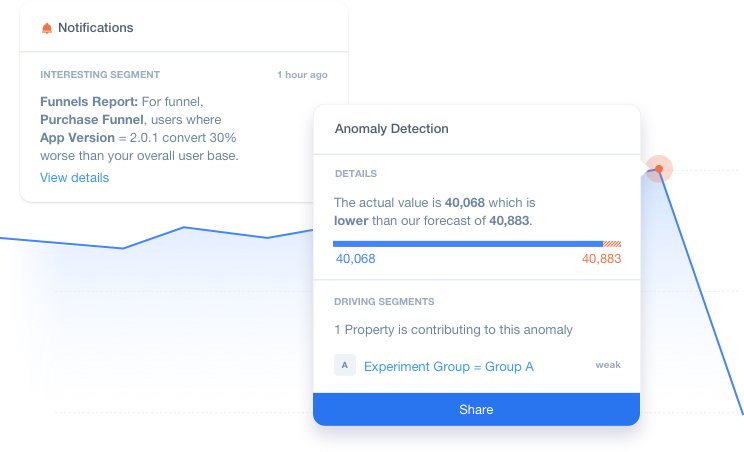 Notifications
INTERESTING SEGMENT 1 hour ago
Funnels Report: For funnel,
Purchase Funnel, users where
App Version = 2.0.1 convert 30%
worse than your overall user base.
View details
Anomaly Detection
DETAILS
The actual value is 40,068 which is
lower than our forecast of 40,883.
40,068 40,883
DRIVING SEGMENTS
1 Property is contributing to this anomaly
A Experiment Group = Group A weak
Share